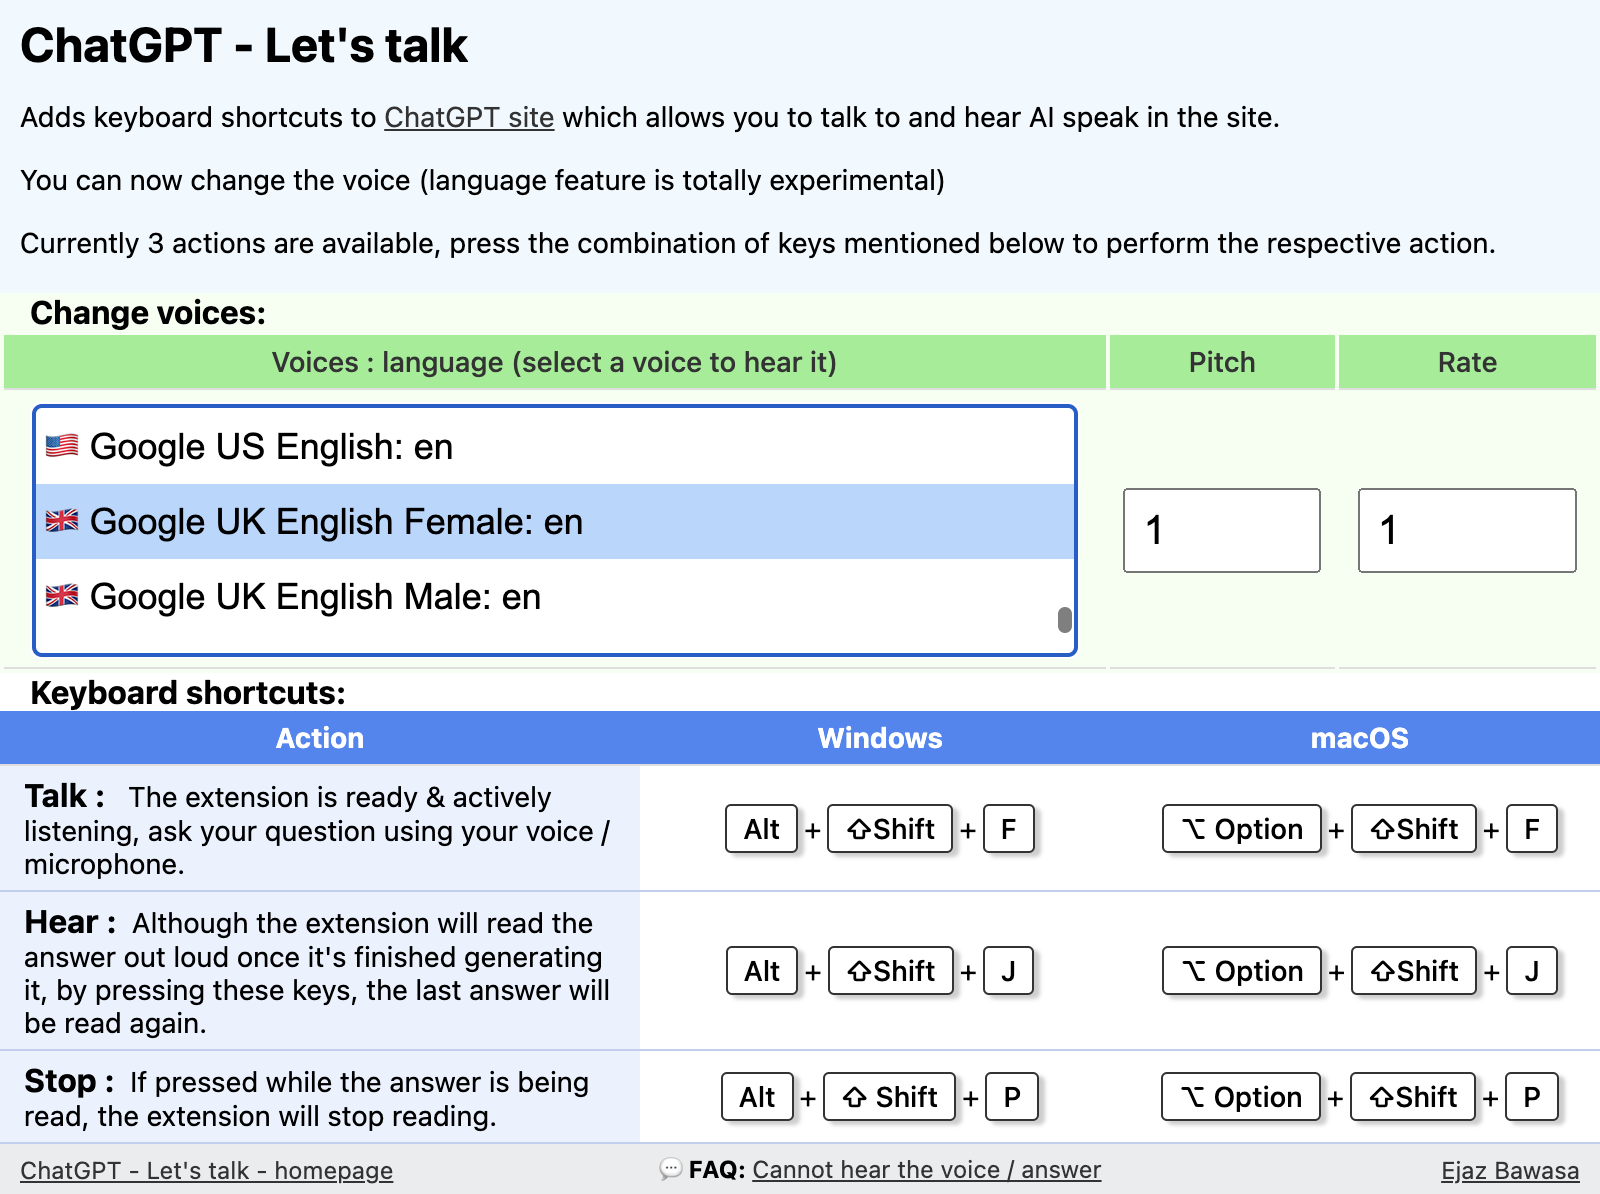 ChatGPT - Let's talk
Adds keyboard shortcuts to ChatGPT site which allows you to talk to and hear AI speak in the site.
You can now change the voice (language feature is totally experimental)
Currently 3 actions are available, press the combination of keys mentioned below to perform the respective action.
Change voices:
Voices : language (select a voice to hear it) Pitch Rate
🇺🇸 Google US English: en
🇬🇧 Google UK English Female: en
1 1
🇬🇧 Google UK English Male: en
Keyboard shortcuts:
Action Windows macOS
Talk : The extension is ready & actively
listening, ask your question using your voice /
microphone.
Alt + ⇧Shift + F ⌥ Option + ⇧Shift + F
Hear : Although the extension will read the
answer out loud once it's finished generating
it, by pressing these keys, the last answer will
be read again.
Alt + ⇧Shift + J ⌥ Option + ⇧Shift + J
Stop : If pressed while the answer is being
read, the extension will stop reading.
Alt + ⇧ Shift + P ⌥ Option + ⇧Shift + P
ChatGPT - Let's talk - homepage 💬 FAQ: Cannot hear the voice / answer Ejaz Bawasa